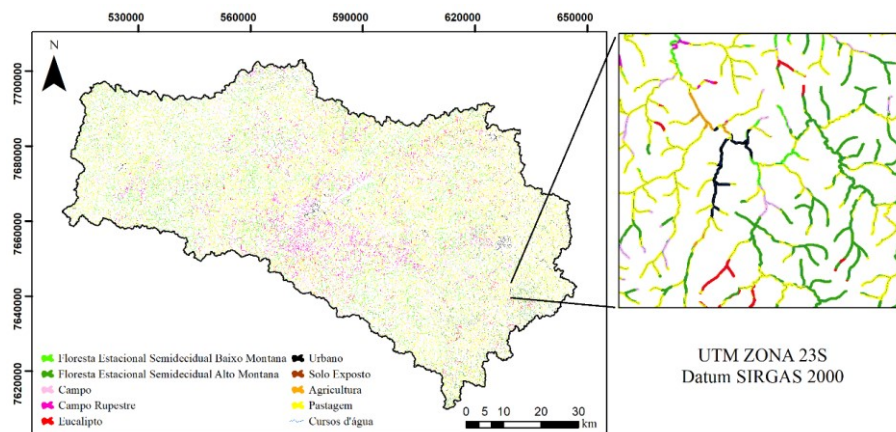 530000 560000 590000 620000 650000
N
7700000
7680000
7660000
7640000
7620000
Floresta Estacional Semidecidual Baixo Montana
Floresta Estacional Semidecidual Alto Montana
Campo
Campo Rupestre
Eucalipto
Urbano
Solo Exposto
Agricultura
Pastagem
Cursos d'água
0 5 10 20 30
km
UTM ZONA 23S
Datum SIRGAS 2000